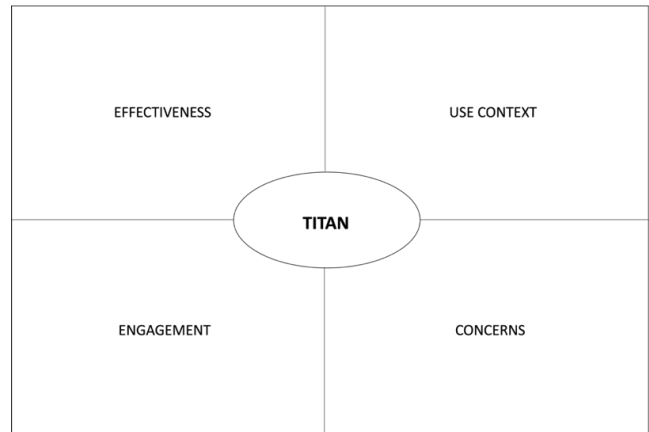 EFFECTIVENESS
USE CONTEXT
TITAN
ENGAGEMENT
CONCERNS